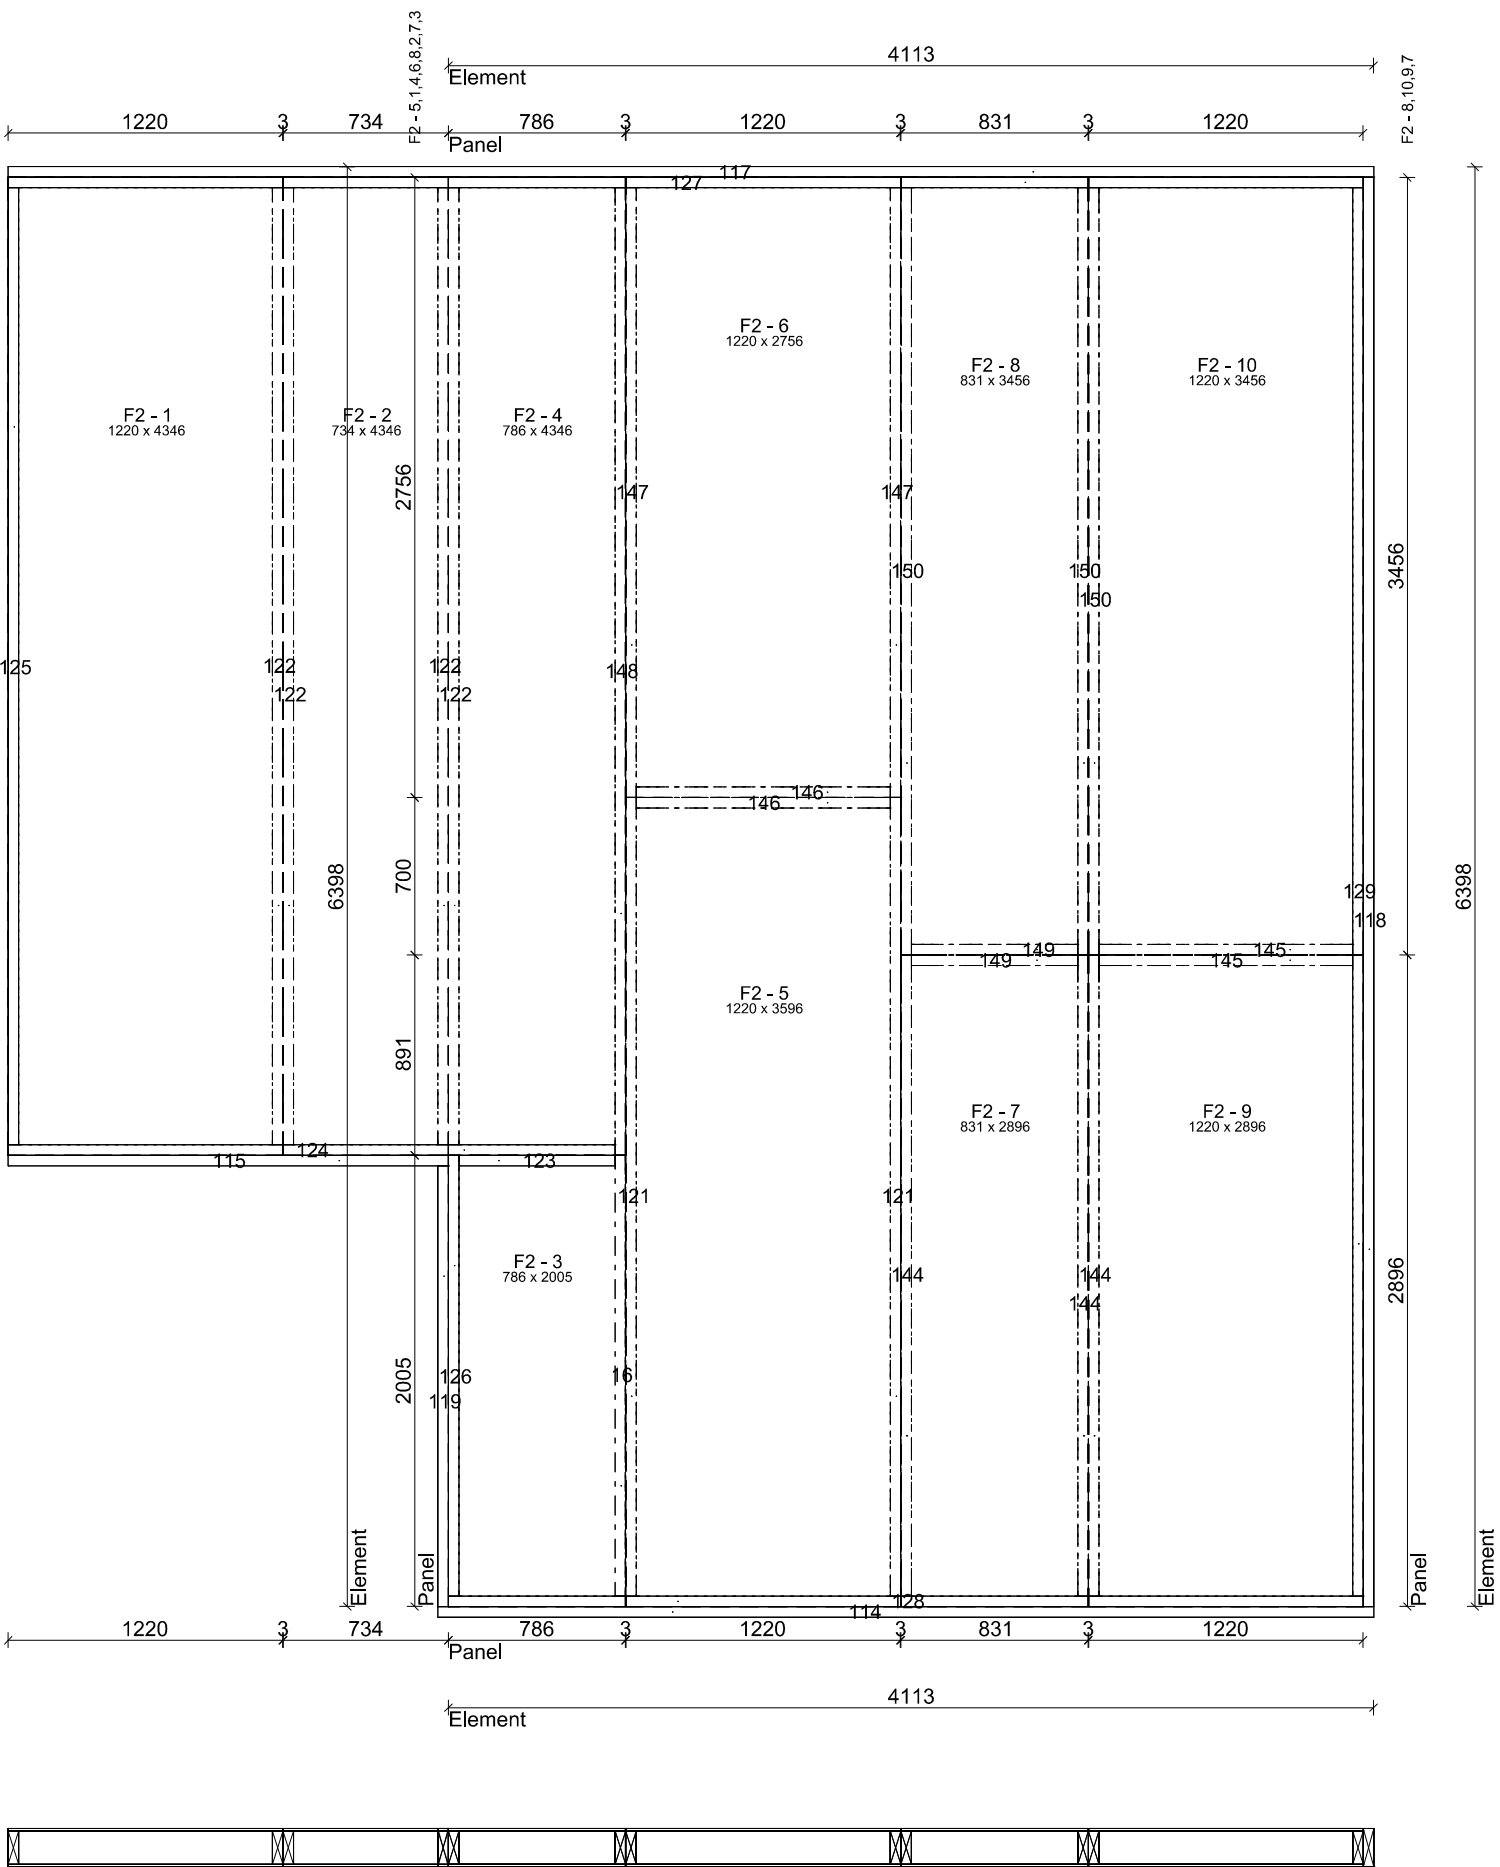 F2 - 5,1,4,6,8,2,7,3
4113
Element
F2 - 8,10,9,7
1220
3
734
786
3
1220
3
831
3
1220
Panel
117
127
F2 - 6
1220 x 2756
F2 - 8
831 x 3456
F2 - 10
1220 x 3456
F2 - 1
1220 x 4346
F2 - 2
734 x 4346
F2 - 4
786 x 4346
2756
147
147
150
150
150
3456
125
122
122
122
122
148
146
146
700
6398
129
118
6398
149
149
145
145
F2 - 5
1220 x 3596
891
F2 - 7
831 x 2896
F2 - 9
1220 x 2896
124
115
123
121
121
F2 - 3
786 x 2005
144
144
144
2896
2005
126
119
16
Element
Panel
Panel
Element
128
114
1220
3
734
786
3
1220
3
831
3
1220
Panel
4113
Element